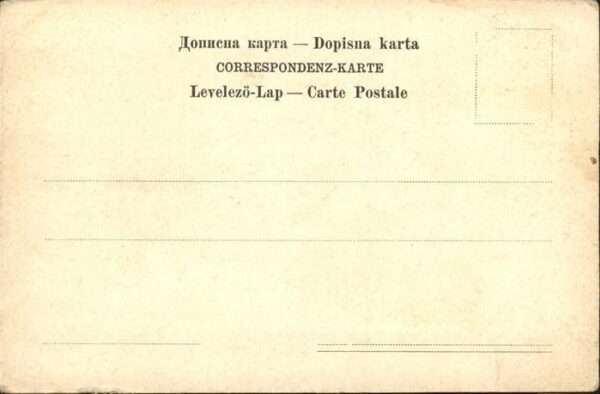 Дописна карта — Dopisna karta
CORRESPONDENZ-KARTE
Levelező-Lap — Carte Postale